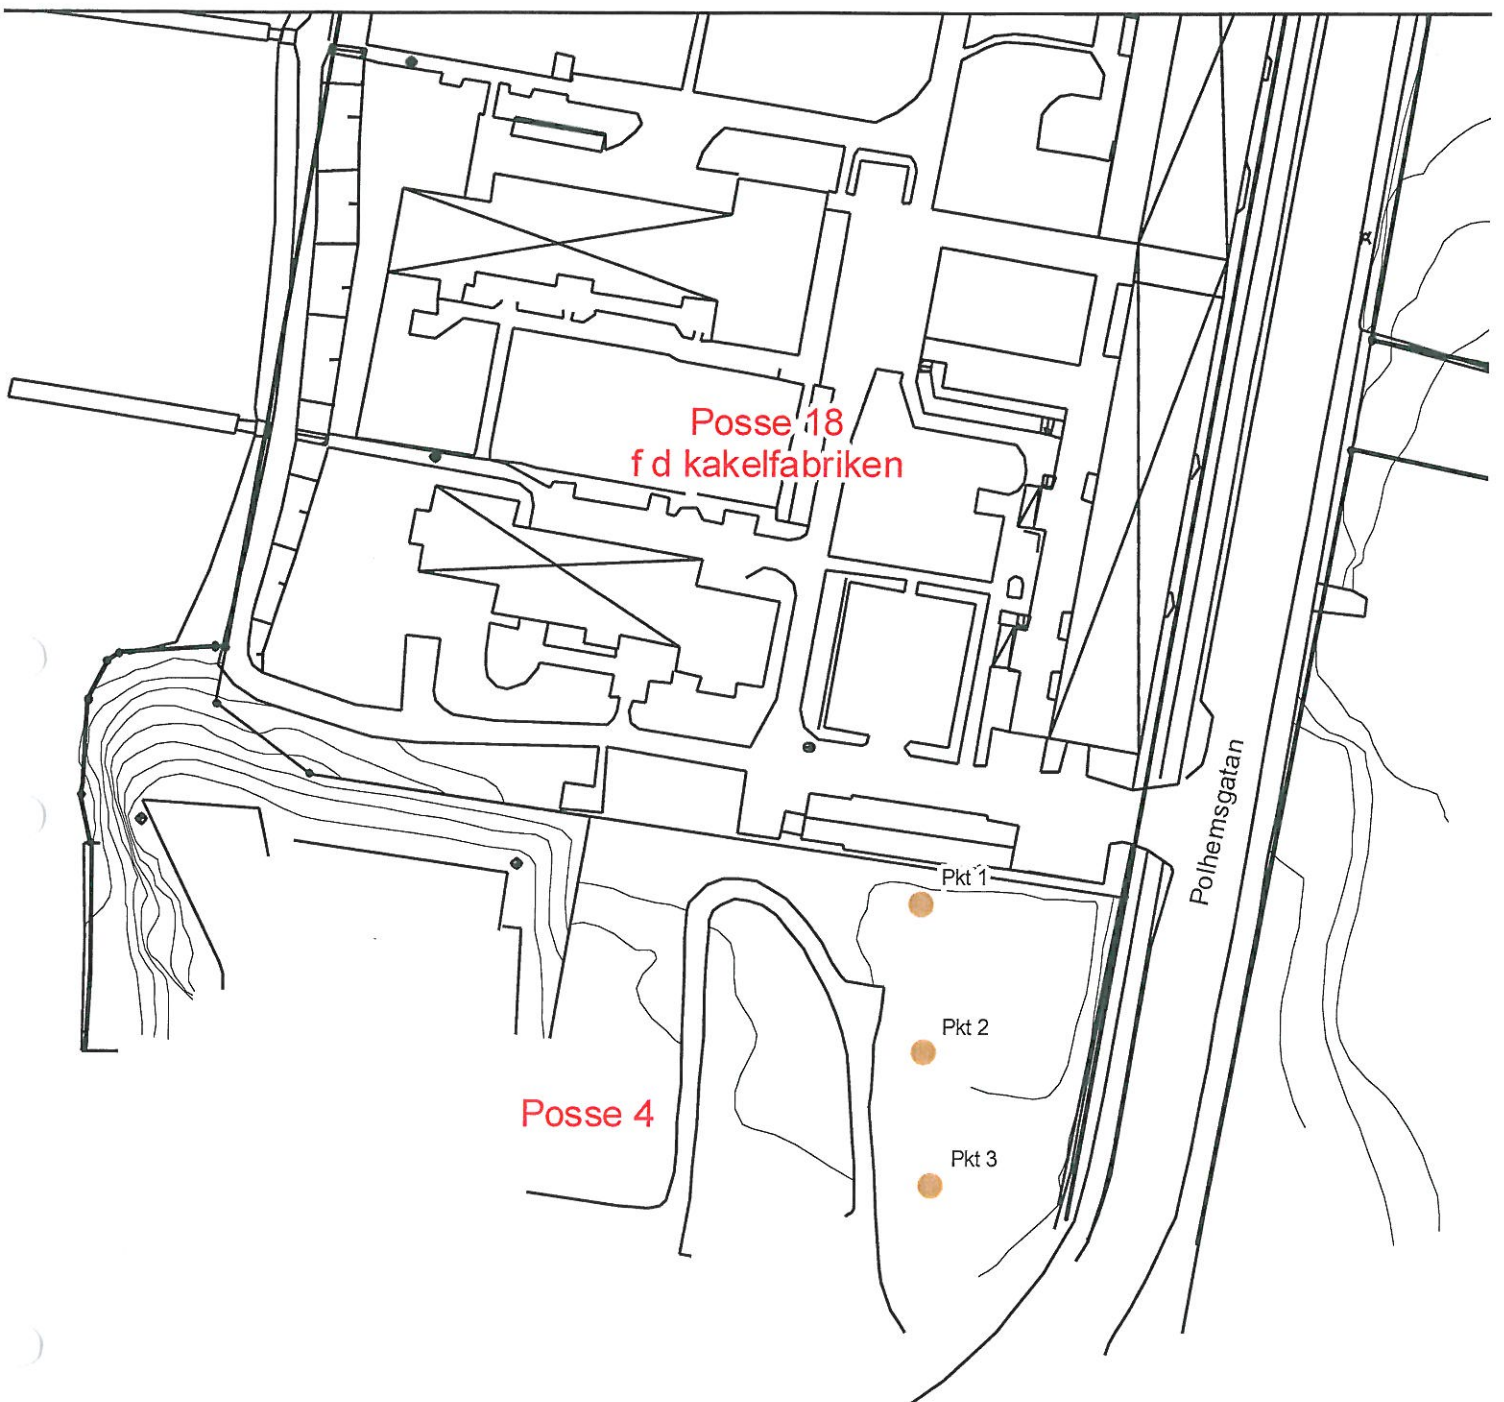 Posse 18
f d kakelfabriken
Polhemsgatan
Pkt 1
Pkt 2
Posse 4
Pkt 3